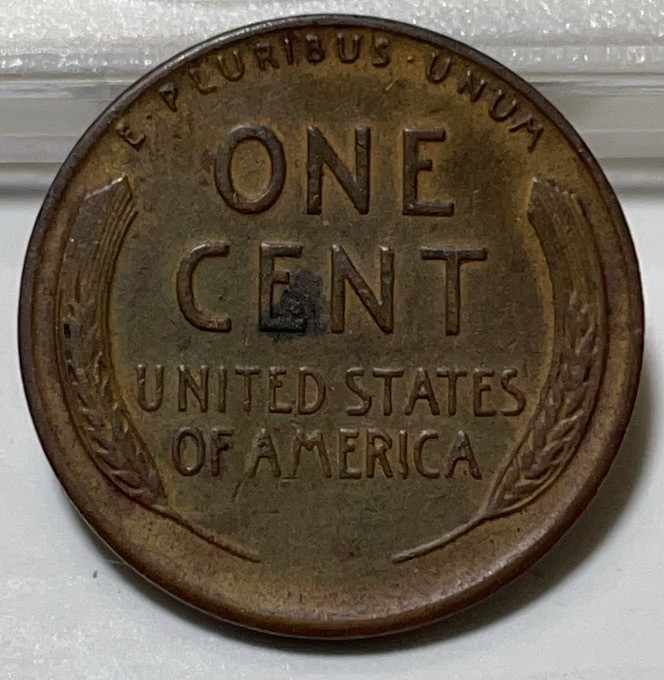 E·PLURIBUS·UNUM
ONE
CENT
UNITED STATES
OF AMERICA